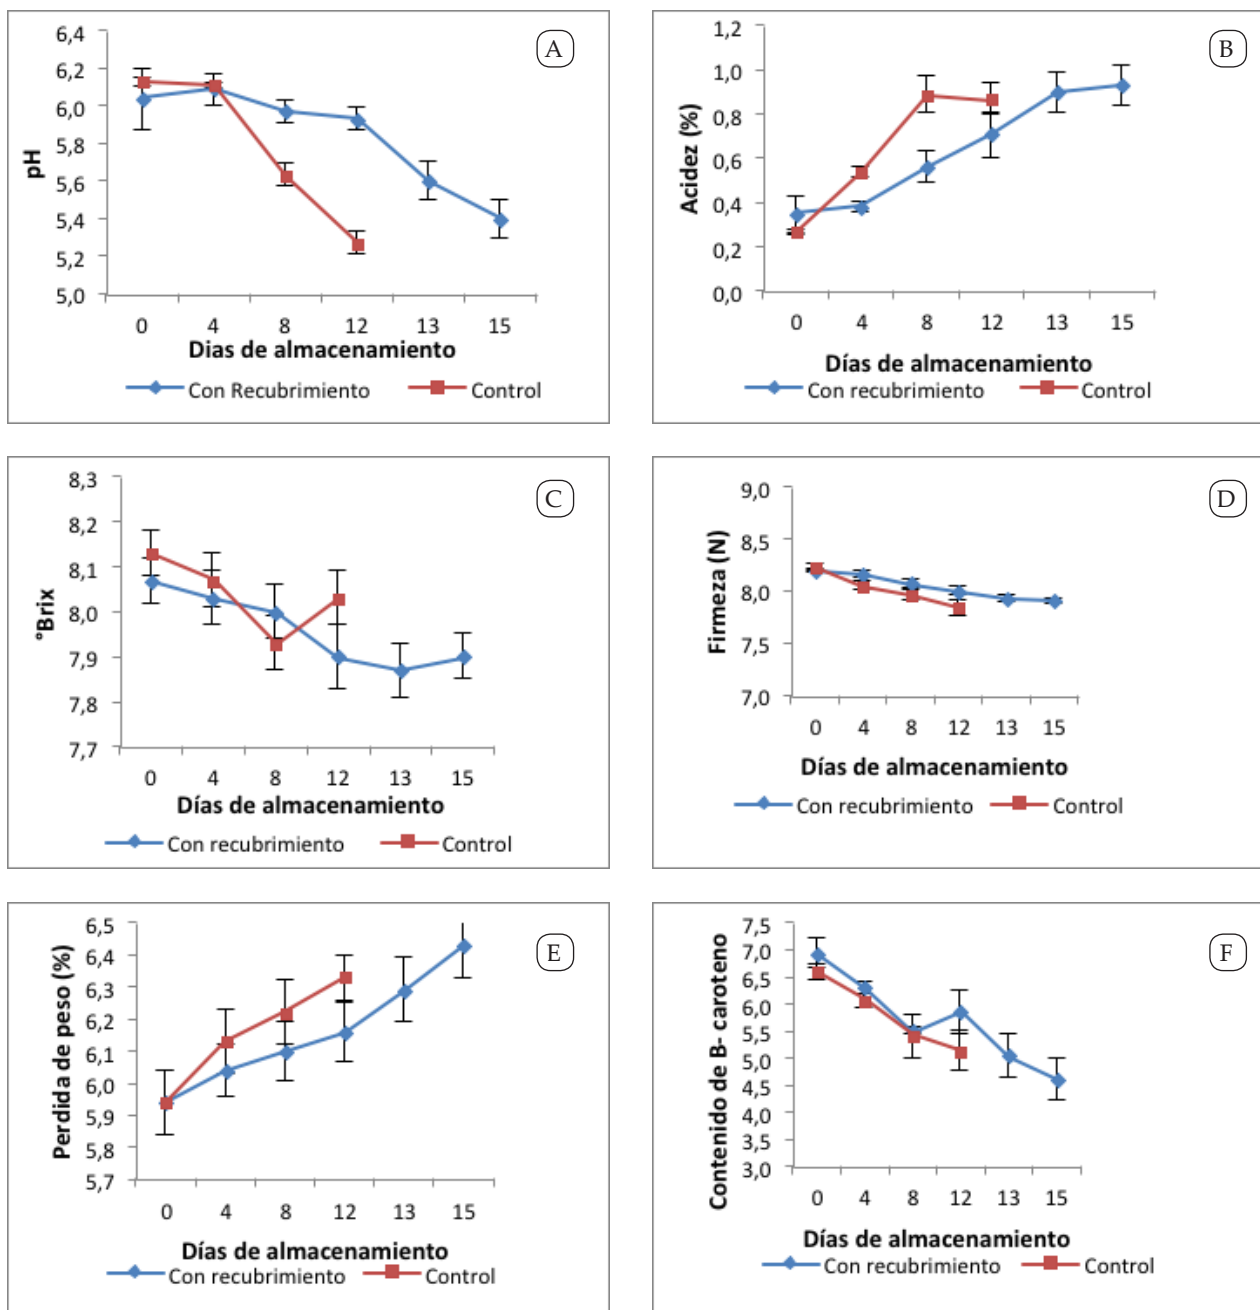 A
6,4
6,2
6,0
5,8
5,6
5,4
5,2
5,0
pH
0 4 8 12 13 15
Dias de almacenamiento
Con Recubrimiento Control
B
1,2
1,0
0,8
0,6
0,4
0,2
0,0
Acidez (%)
0 4 8 12 13 15
Días de almacenamiento
Con recubrimiento Control
C
8,3
8,2
8,1
8,0
7,9
7,8
7,7
°Brix
0 4 8 12 13 15
Días de almacenamiento
Con recubrimiento Control
D
9,0
8,5
8,0
7,5
7,0
Firmeza (N)
0 4 8 12 13 15
Días de almacenamiento
Con recubrimiento Control
E
6,5
6,4
6,3
6,2
6,1
6,0
5,9
5,8
5,7
Perdida de peso (%)
0 4 8 12 13 15
Días de almacenamiento
Con recubrimiento Control
F
7,5
7,0
6,5
6,0
5,5
5,0
4,5
4,0
3,5
3,0
Contenido de B- caroteno
0 4 8 12 13 15
Días de almacenamiento
Con recubrimiento Control